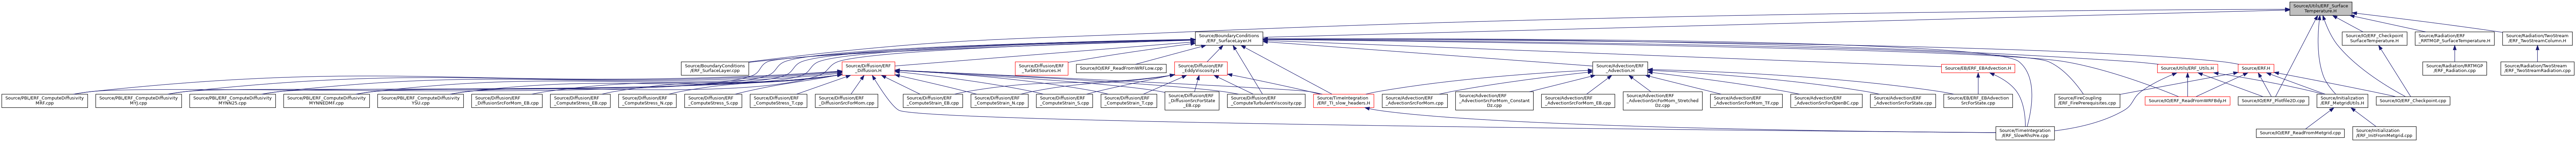 Source/Utils/ERF_Surface
Temperature.H
Source/BoundaryConditions
/ERF_SurfaceLayer.H
Source/IO/ERF_Checkpoint
SurfaceTemperature.H
Source/Radiation/ERF
_RRTMGP_SurfaceTemperature.H
Source/Radiation/TwoStream
/ERF_TwoStreamColumn.H
Source/BoundaryConditions
/ERF_SurfaceLayer.cpp
Source/Diffusion/ERF
_Diffusion.H
Source/Diffusion/ERF
_TurbKESources.H
Source/IO/ERF_ReadFromWRFLow.cpp
Source/Diffusion/ERF
_EddyViscosity.H
Source/Advection/ERF
_Advection.H
Source/EB/ERF_EBAdvection.H
Source/Utils/ERF_Utils.H
Source/ERF.H
Source/Radiation/RRTMGP
/ERF_Radiation.cpp
Source/Radiation/TwoStream
/ERF_TwoStreamRadiation.cpp
Source/PBL/ERF_ComputeDiffusivity
MRF.cpp
Source/PBL/ERF_ComputeDiffusivity
MYJ.cpp
Source/PBL/ERF_ComputeDiffusivity
MYNN25.cpp
Source/PBL/ERF_ComputeDiffusivity
MYNNEDMF.cpp
Source/PBL/ERF_ComputeDiffusivity
YSU.cpp
Source/Diffusion/ERF
_DiffusionSrcForMom_EB.cpp
Source/Diffusion/ERF
_ComputeStress_EB.cpp
Source/Diffusion/ERF
_ComputeStress_N.cpp
Source/Diffusion/ERF
_ComputeStress_S.cpp
Source/Diffusion/ERF
_ComputeStress_T.cpp
Source/Diffusion/ERF
_DiffusionSrcForMom.cpp
Source/Diffusion/ERF
_ComputeStrain_EB.cpp
Source/Diffusion/ERF
_ComputeStrain_N.cpp
Source/Diffusion/ERF
_ComputeStrain_S.cpp
Source/Diffusion/ERF
_ComputeStrain_T.cpp
Source/Diffusion/ERF
_DiffusionSrcForState
_EB.cpp
Source/Diffusion/ERF
_ComputeTurbulentViscosity.cpp
Source/TimeIntegration
/ERF_TI_slow_headers.H
Source/Advection/ERF
_AdvectionSrcForMom.cpp
Source/Advection/ERF
_AdvectionSrcForMom_Constant
Dz.cpp
Source/Advection/ERF
_AdvectionSrcForMom_EB.cpp
Source/Advection/ERF
_AdvectionSrcForMom_Stretched
Dz.cpp
Source/Advection/ERF
_AdvectionSrcForMom_TF.cpp
Source/Advection/ERF
_AdvectionSrcForOpenBC.cpp
Source/Advection/ERF
_AdvectionSrcForState.cpp
Source/EB/ERF_EBAdvection
SrcForState.cpp
Source/FireCoupling
/ERF_FirePrerequisites.cpp
Source/IO/ERF_ReadFromWRFBdy.H
Source/IO/ERF_Plotfile2D.cpp
Source/Initialization
/ERF_MetgridUtils.H
Source/IO/ERF_Checkpoint.cpp
Source/TimeIntegration
/ERF_SlowRhsPre.cpp
Source/IO/ERF_ReadFromMetgrid.cpp
Source/Initialization
/ERF_InitFromMetgrid.cpp